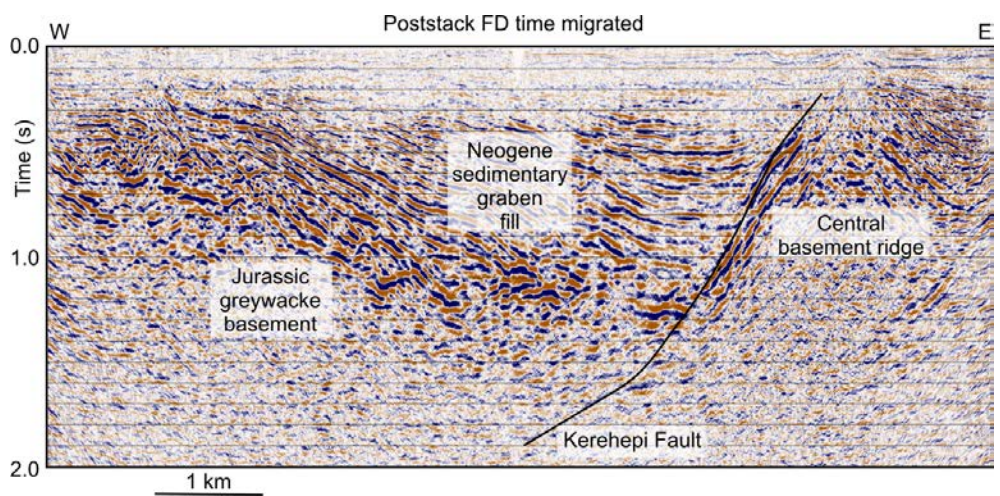 Poststack FD time migrated
W
E
0.0
Time (s)
1.0
2.0
Neogene
sedimentary
graben
fill
Central
basement ridge
Jurassic
greywacke
basement
Kerehepi Fault
1 km